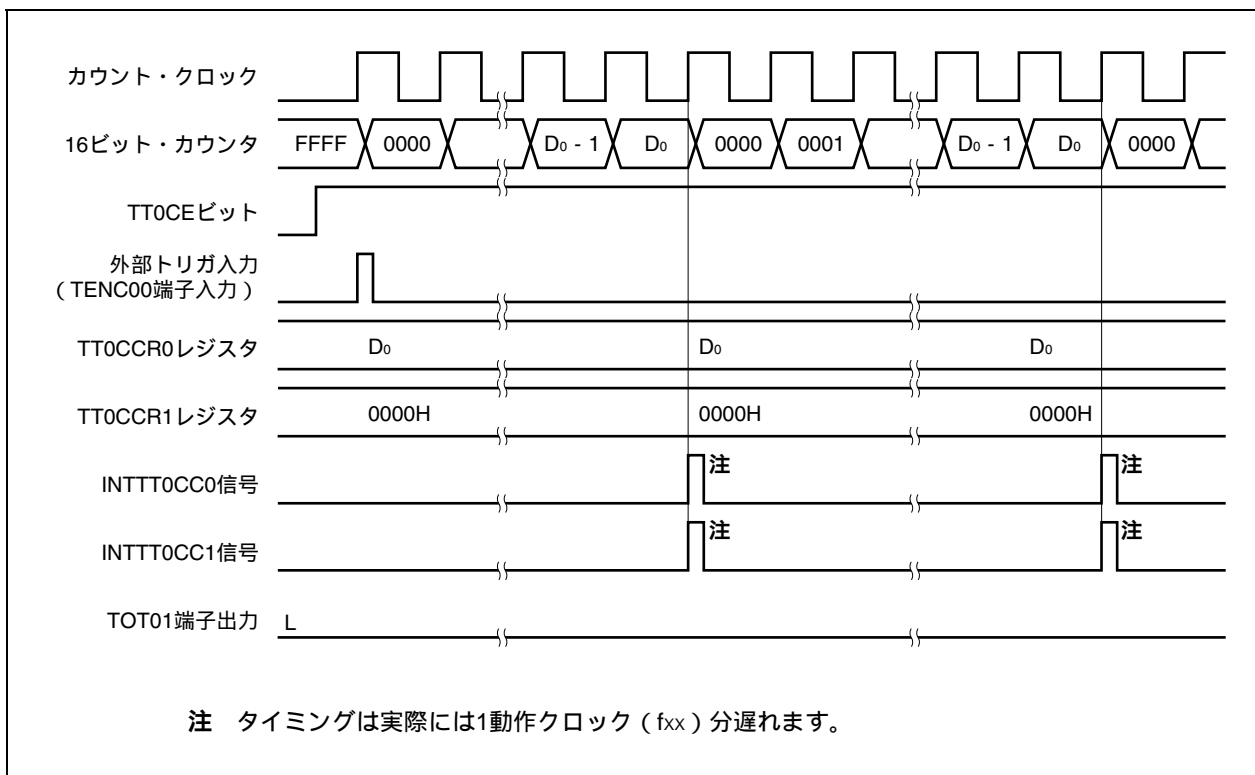 カウント・クロック
16ビット・カウンタ FFFF 0000 D0 - 1 D0 0000 0001 D0 - 1 D0 0000
TT0CEビット
外部トリガ入力
(TENC00端子入力)
TT0CCR0レジスタ D0 D0 D0
TT0CCR1レジスタ 0000H 0000H 0000H
INTTT0CC0信号 注 注
INTTT0CC1信号 注 注
TOT01端子出力 L
注 タイミングは実際には1動作クロック(fxx)分遅れます。